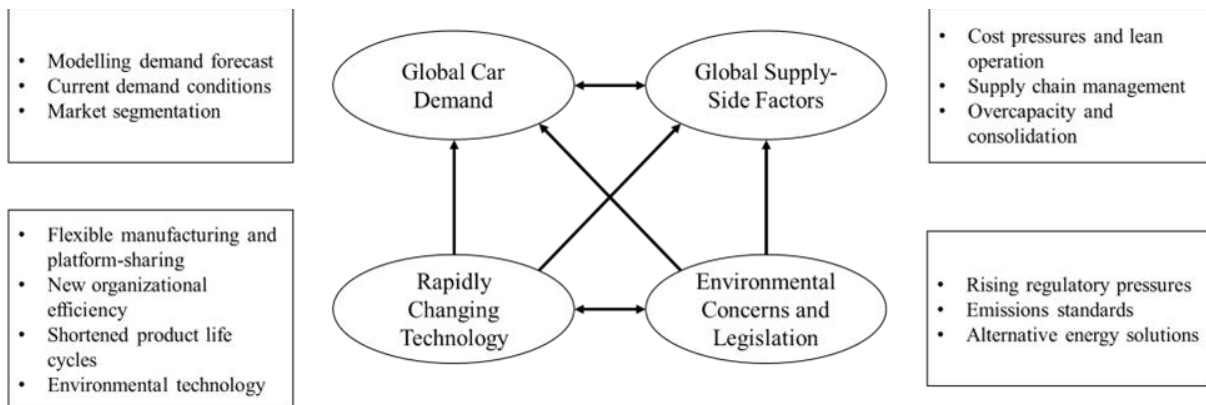 • Modelling demand forecast
• Current demand conditions
• Market segmentation
Global Car
Demand
Global Supply-
Side Factors
• Cost pressures and lean
operation
• Supply chain management
• Overcapacity and
consolidation
• Flexible manufacturing and
platform-sharing
• New organizational
efficiency
• Shortened product life
cycles
• Environmental technology
Rapidly
Changing
Technology
Environmental
Concerns and
Legislation
• Rising regulatory pressures
• Emissions standards
• Alternative energy solutions